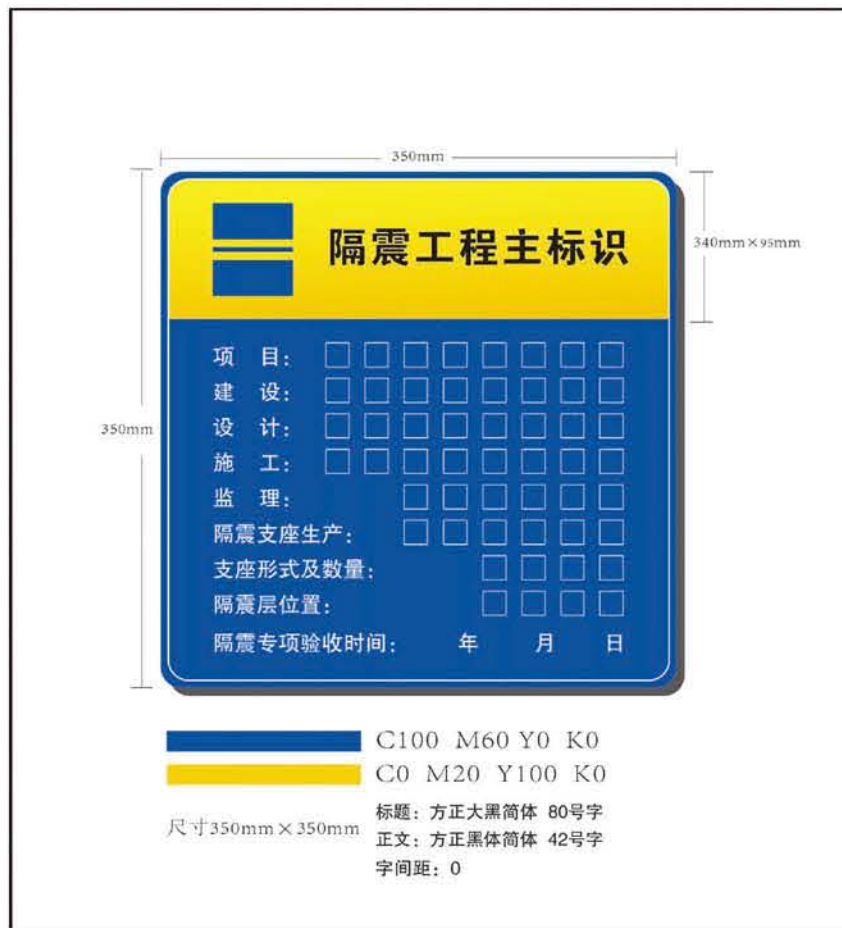 350mm
隔震工程主标识
340mm×95mm
项 目：□□□□□□□□
建 设：□□□□□□□□
设 计：□□□□□□□□
350mm
施 工：□□□□□□□□
监 理：□□□□□□
隔震支座生产：□□□□□□
支座形式及数量：□□□□
隔震层位置：□□□□
隔震专项验收时间： 年 月 日
C100 M60 Y0 K0
C0 M20 Y100 K0
尺寸350mm×350mm
标题：方正大黑简体 80号字
正文：方正黑体简体 42号字
字间距：0